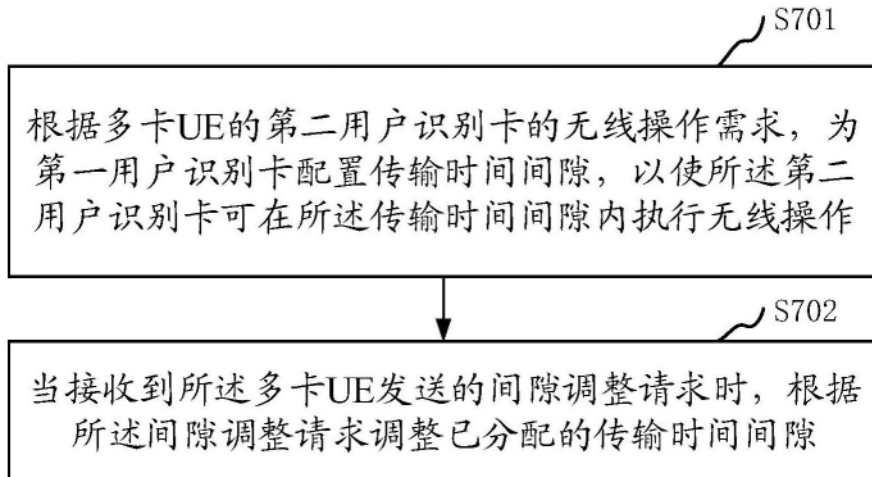 S701
根据多卡UE的第二用户识别卡的无线操作需求，为
第一用户识别卡配置传输时间间隙，以使所述第二
用户识别卡可在所述传输时间间隙内执行无线操作
S702
当接收到所述多卡UE发送的间隙调整请求时，根据
所述间隙调整请求调整已分配的传输时间间隙